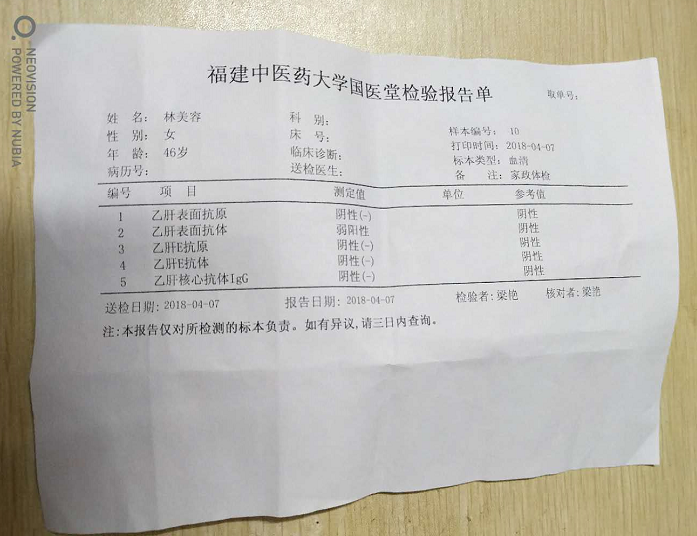 NEOVISION
POWERED BY NUBIA
福建中医药大学国医堂检验报告单
取单号:
姓 名: 林美容 科 别:
性 别: 女 床 号: 样本编号: -10
年 龄: 46岁 临床诊断: 打印时间: 2018-04-07
病历号: 送检医生: 标本类型: 血清
备 注: 家政体检
编号 项 目 测定值 单位 参考值
1 乙肝表面抗原 阴性(-) 阴性
2 乙肝表面抗体 弱阳性 阴性
3 乙肝E抗原 阴性(-) 阴性
4 乙肝E抗体 阴性(-) 阴性
5 乙肝核心抗体IgG 阴性(-) 阴性
送检日期: 2018-04-07 报告日期: 2018-04-07 检验者: 梁艳 核对者: 梁
注:本报告仅对所检测的标本负责。如有异议,请三日内查询。